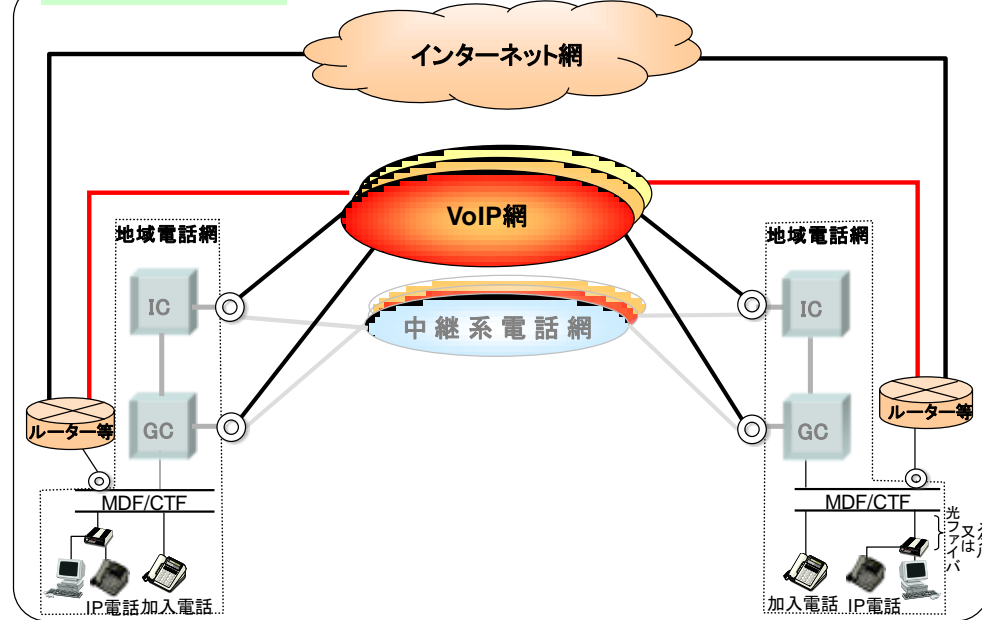 インターネット網
VoIP網
地域電話網
地域電話網
IC
IC
中継系電話網
GC
GC
ルーター等
ルーター等
MDF/CTF
MDF/CTF
光ファイバ
又は
IP電話
加入電話
加入電話
IP電話